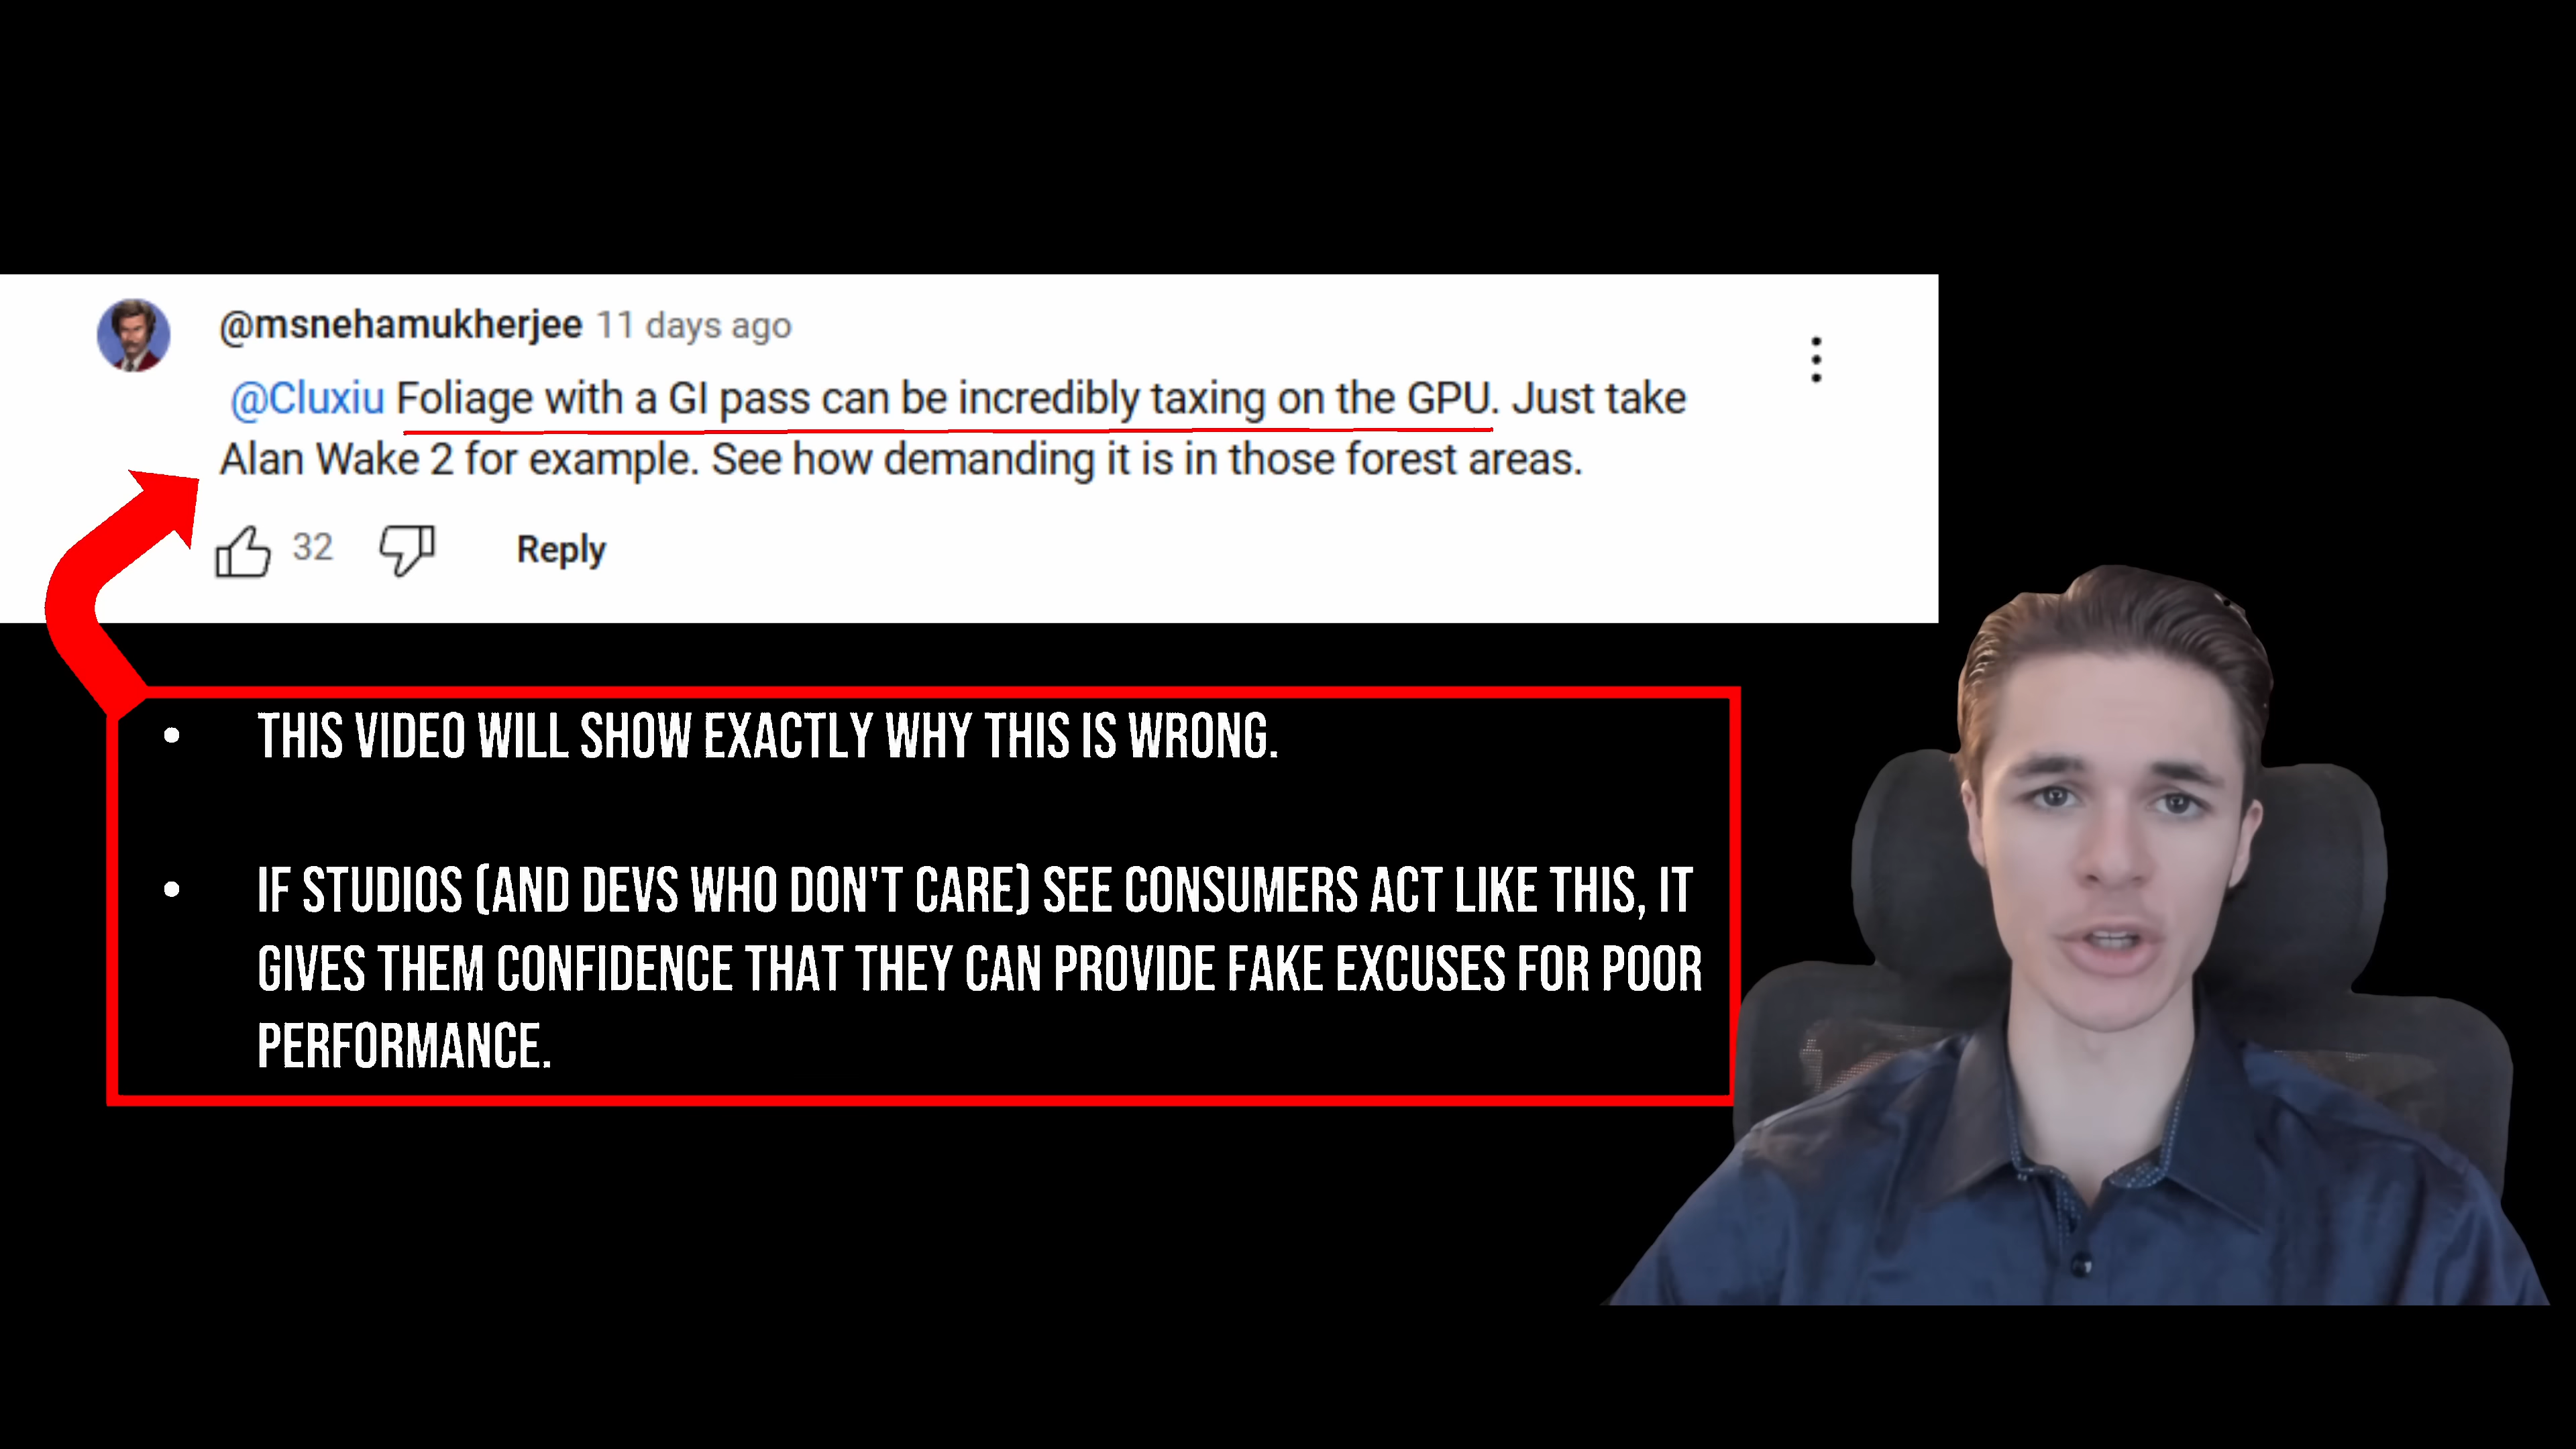 @msnehamukherjee 11 days ago
@Cluxiu Foliage with a GI pass can be incredibly taxing on the GPU. Just take
Alan Wake 2 for example. See how demanding it is in those forest areas.
32 Reply
• THIS VIDEO WILL SHOW EXACTLY WHY THIS IS WRONG.
• IF STUDIOS (AND DEVS WHO DON'T CARE) SEE CONSUMERS ACT LIKE THIS, IT
GIVES THEM CONFIDENCE THAT THEY CAN PROVIDE FAKE EXCUSES FOR POOR
PERFORMANCE.